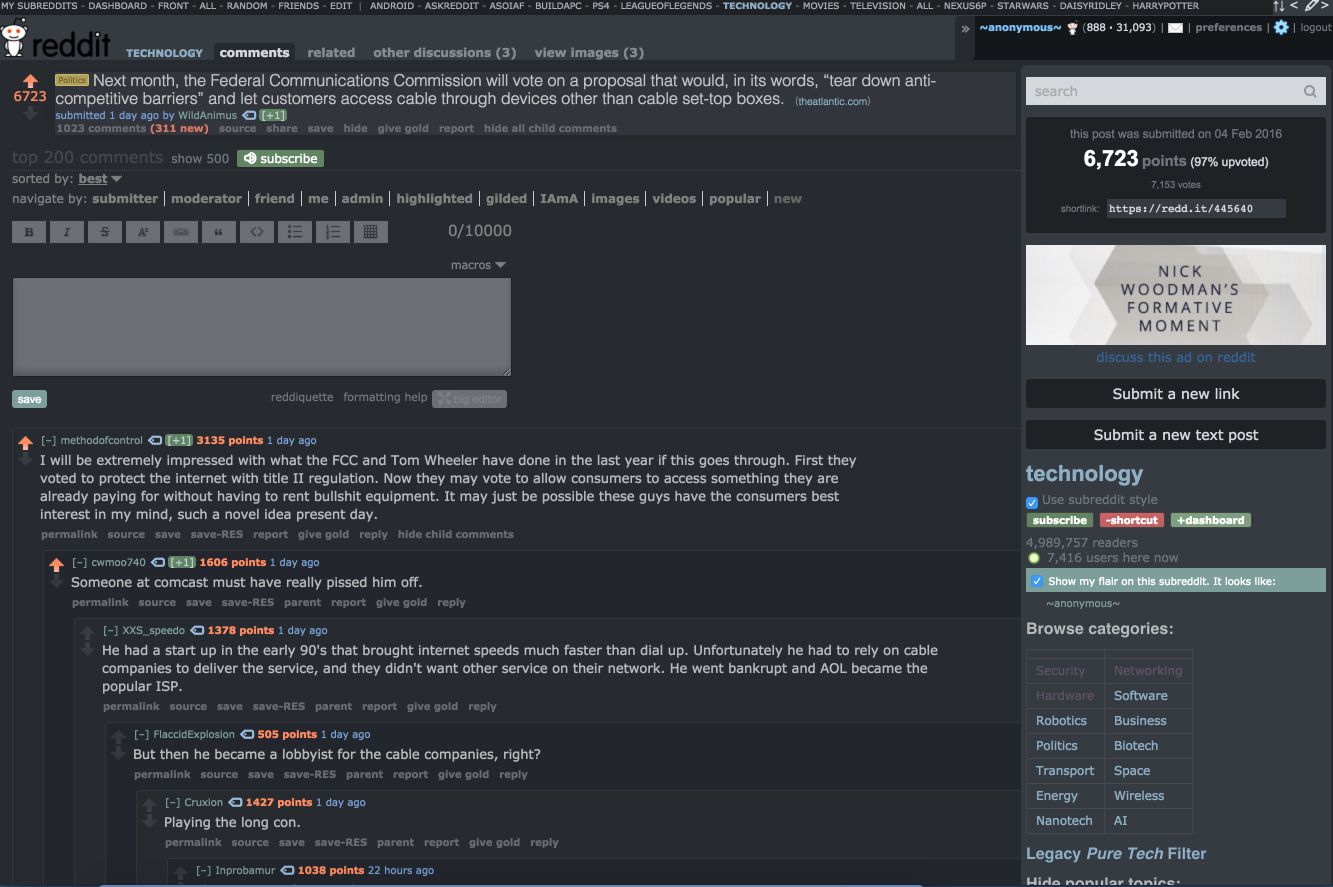 MY SUBREDDITS - DASHBOARD - FRONT - ALL - RANDOM - FRIENDS - EDIT | ANDROID - ASKREDDIT - ASOIAF - BUILDAPC - PS4 - LEAGUEOFLEGENDS - TECHNOLOGY - MOVIES - TELEVISION - ALL - NEXUS6P - STARWARS - DAISYRIDLEY - HARRYPOTTER
reddit TECHNOLOGY comments related other discussions (3) view images (3)
» ~anonymous~ (888 · 31,093) | | preferences | | logout
6723
Politics Next month, the Federal Communications Commission will vote on a proposal that would, in its words, “tear down anti-
competitive barriers” and let customers access cable through devices other than cable set-top boxes. (theatlantic.com)
submitted 1 day ago by WildAnimus [+1]
1023 comments (311 new) source share save hide give gold report hide all child comments
top 200 comments show 500 subscribe
sorted by: best
navigate by: submitter | moderator | friend | me | admin | highlighted | gilded | IAmA | images | videos | popular | new
B I S A² “ <> 0/10000
macros
save reddiquette formatting help big editor
[–] methodofcontrol [+1] 3135 points 1 day ago
I will be extremely impressed with what the FCC and Tom Wheeler have done in the last year if this goes through. First they
voted to protect the internet with title II regulation. Now they may vote to allow consumers to access something they are
already paying for without having to rent bullshit equipment. It may just be possible these guys have the consumers best
interest in my mind, such a novel idea present day.
permalink source save save-RES report give gold reply hide child comments
[–] cwmoo740 [+1] 1606 points 1 day ago
Someone at comcast must have really pissed him off.
permalink source save save-RES parent report give gold reply
[–] XXS_speedo 1378 points 1 day ago
He had a start up in the early 90's that brought internet speeds much faster than dial up. Unfortunately he had to rely on cable
companies to deliver the service, and they didn't want other service on their network. He went bankrupt and AOL became the
popular ISP.
permalink source save save-RES parent report give gold reply
[–] FlaccidExplosion 505 points 1 day ago
But then he became a lobbyist for the cable companies, right?
permalink source save save-RES parent report give gold reply
[–] Cruxion 1427 points 1 day ago
Playing the long con.
permalink source save save-RES parent report give gold reply
[–] Inprobamur 1038 points 22 hours ago
search
this post was submitted on 04 Feb 2016
6,723 points (97% upvoted)
7,153 votes
shortlink: https://redd.it/445640
NICK
WOODMAN'S
FORMATIVE
MOMENT
discuss this ad on reddit
Submit a new link
Submit a new text post
technology
Use subreddit style
subscribe -shortcut +dashboard
4,989,757 readers
7,416 users here now
Show my flair on this subreddit. It looks like:
~anonymous~
Browse categories:
Security Networking
Hardware Software
Robotics Business
Politics Biotech
Transport Space
Energy Wireless
Nanotech AI
Legacy Pure Tech Filter
Hide popular topics: